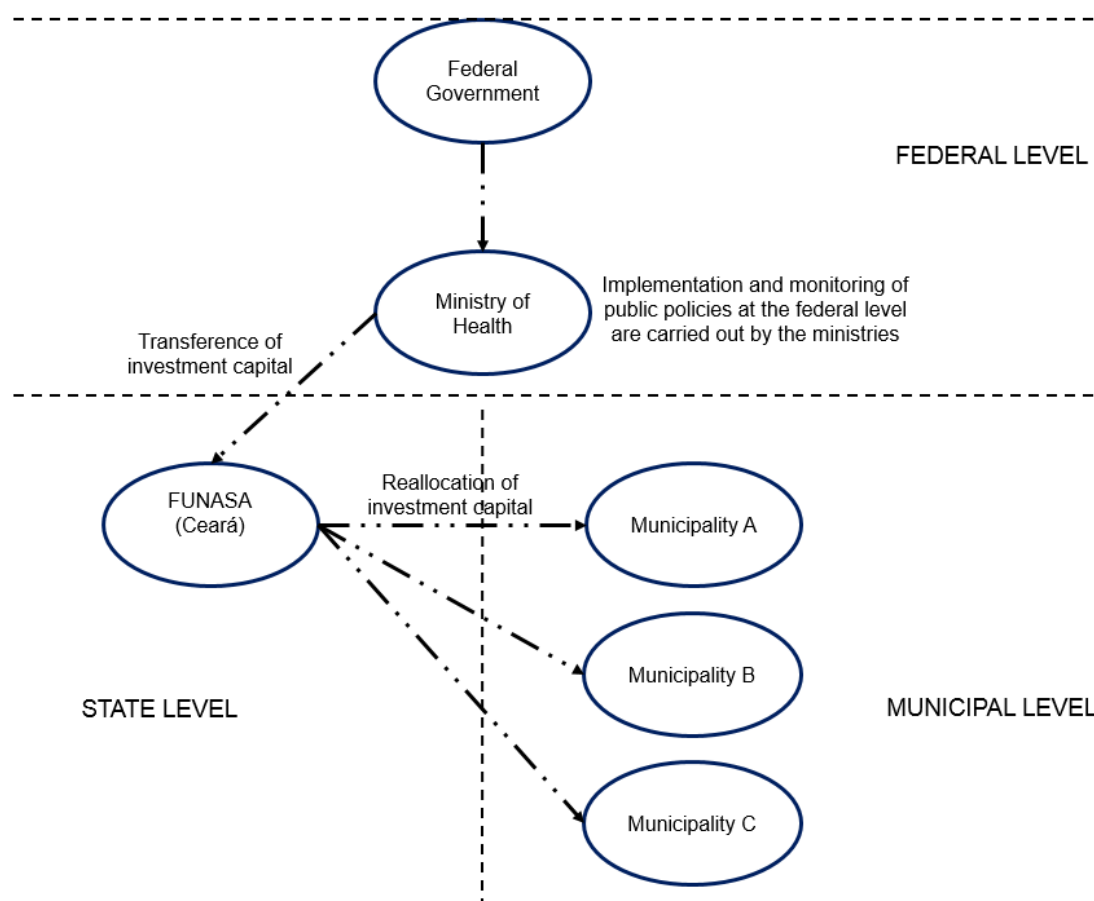 Federal
Government
FEDERAL LEVEL
Ministry of
Health
Implementation and monitoring of
public policies at the federal level
are carried out by the ministries
Transference of
investment capital
FUNASA
(Ceará)
Reallocation of
investment capital
Municipality A
Municipality B
STATE LEVEL
MUNICIPAL LEVEL
Municipality C